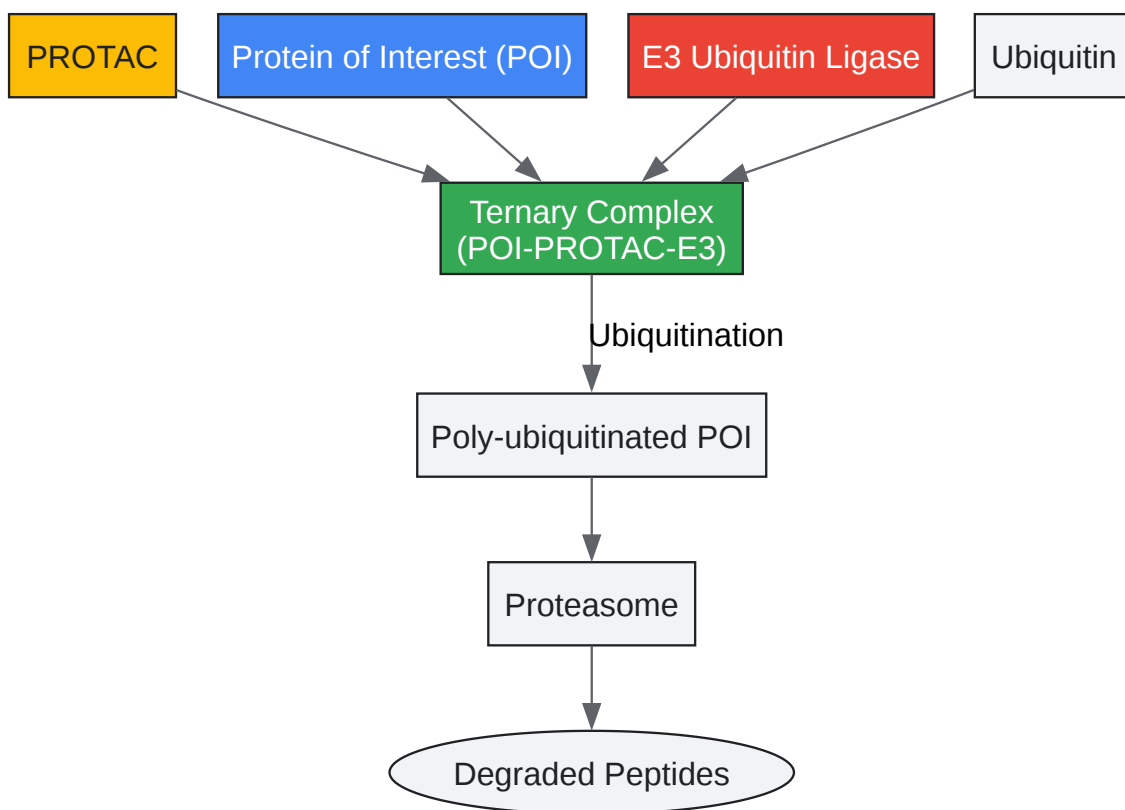 PROTAC
Protein of Interest (POI)
E3 Ubiquitin Ligase
Ubiquitin
Ternary Complex
(POI-PROTAC-E3)
Ubiquitination
Poly-ubiquitinated POI
Proteasome
Degraded Peptides